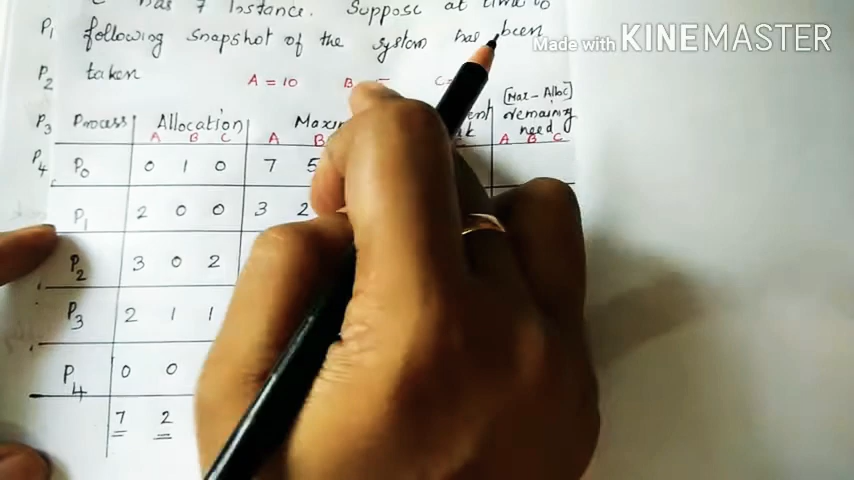 has 7 Instance. Suppose at time to
P1 following snapshot of the system has been
Made with KINEMASTER
P2 taken
A = 10 B C=
P3 Process Allocation [Max - Alloc]
remaining
need
A B C A B A B C
P4 P0 0 1 0 7 5
P1 2 0 0 3 2
P2 3 0 2
P3 2 1 1
P4 0 0
7 2